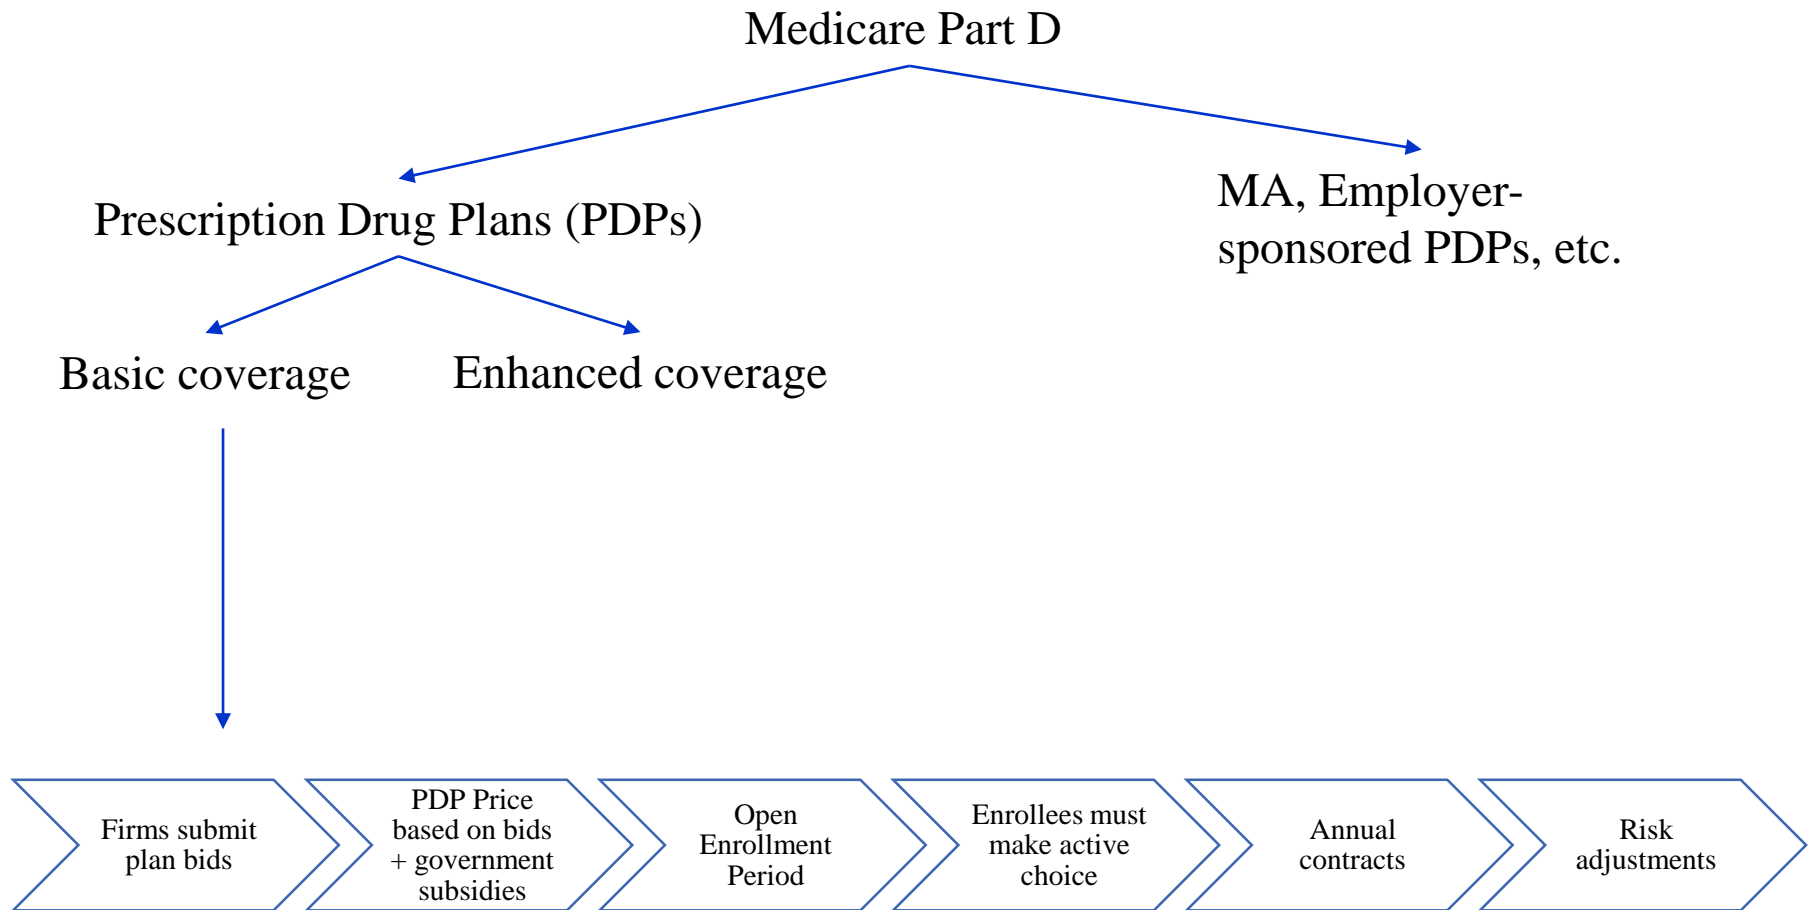 Medicare Part D
Prescription Drug Plans (PDPs)
MA, Employer-
sponsored PDPs, etc.
Basic coverage
Enhanced coverage
Firms submit
plan bids
PDP Price
based on bids
+ government
subsidies
Open
Enrollment
Period
Enrollees must
make active
choice
Annual
contracts
Risk
adjustments